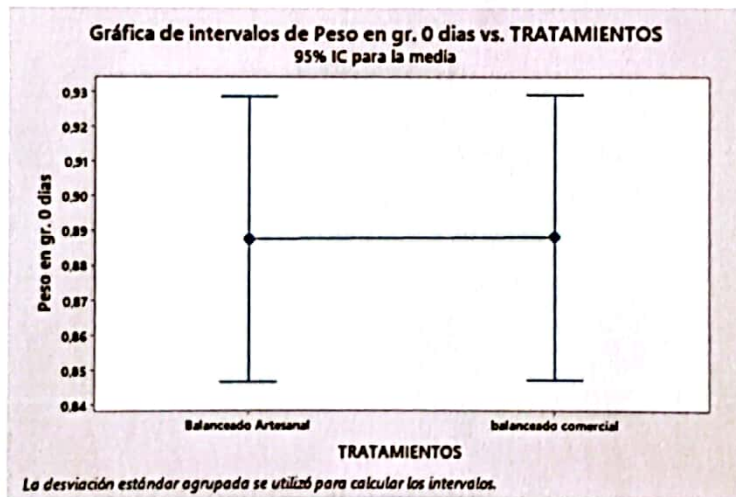 Gráfica de intervalos de Peso en gr. 0 dias vs. TRATAMIENTOS
95% IC para la media
Peso en gr. 0 dias
0,93
0,92
0,91
0,90
0,89
0,88
0,87
0,86
0,85
0,84
Balanceado Artesanal
balanceado comercial
TRATAMIENTOS
La desviación estándar agrupada se utilizó para calcular los intervalos.